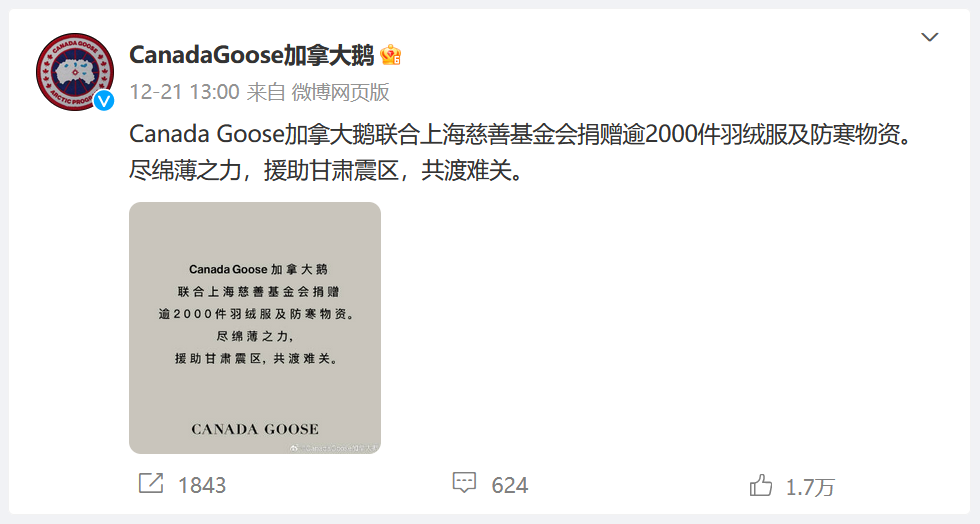 CanadaGoose加拿大鹅
12-21 13:00 来自 微博网页版
Canada Goose加拿大鹅联合上海慈善基金会捐赠逾2000件羽绒服及防寒物资。
尽绵薄之力，援助甘肃震区，共渡难关。
CANADA GOOSE
ARCTIC PROGRAM
Canada Goose 加拿大鹅
联合上海慈善基金会捐赠
逾2000件羽绒服及防寒物资。
尽绵薄之力，
援助甘肃震区，共渡难关。
CANADA GOOSE
@CanadaGoose加拿大鹅
1843
624
1.7万